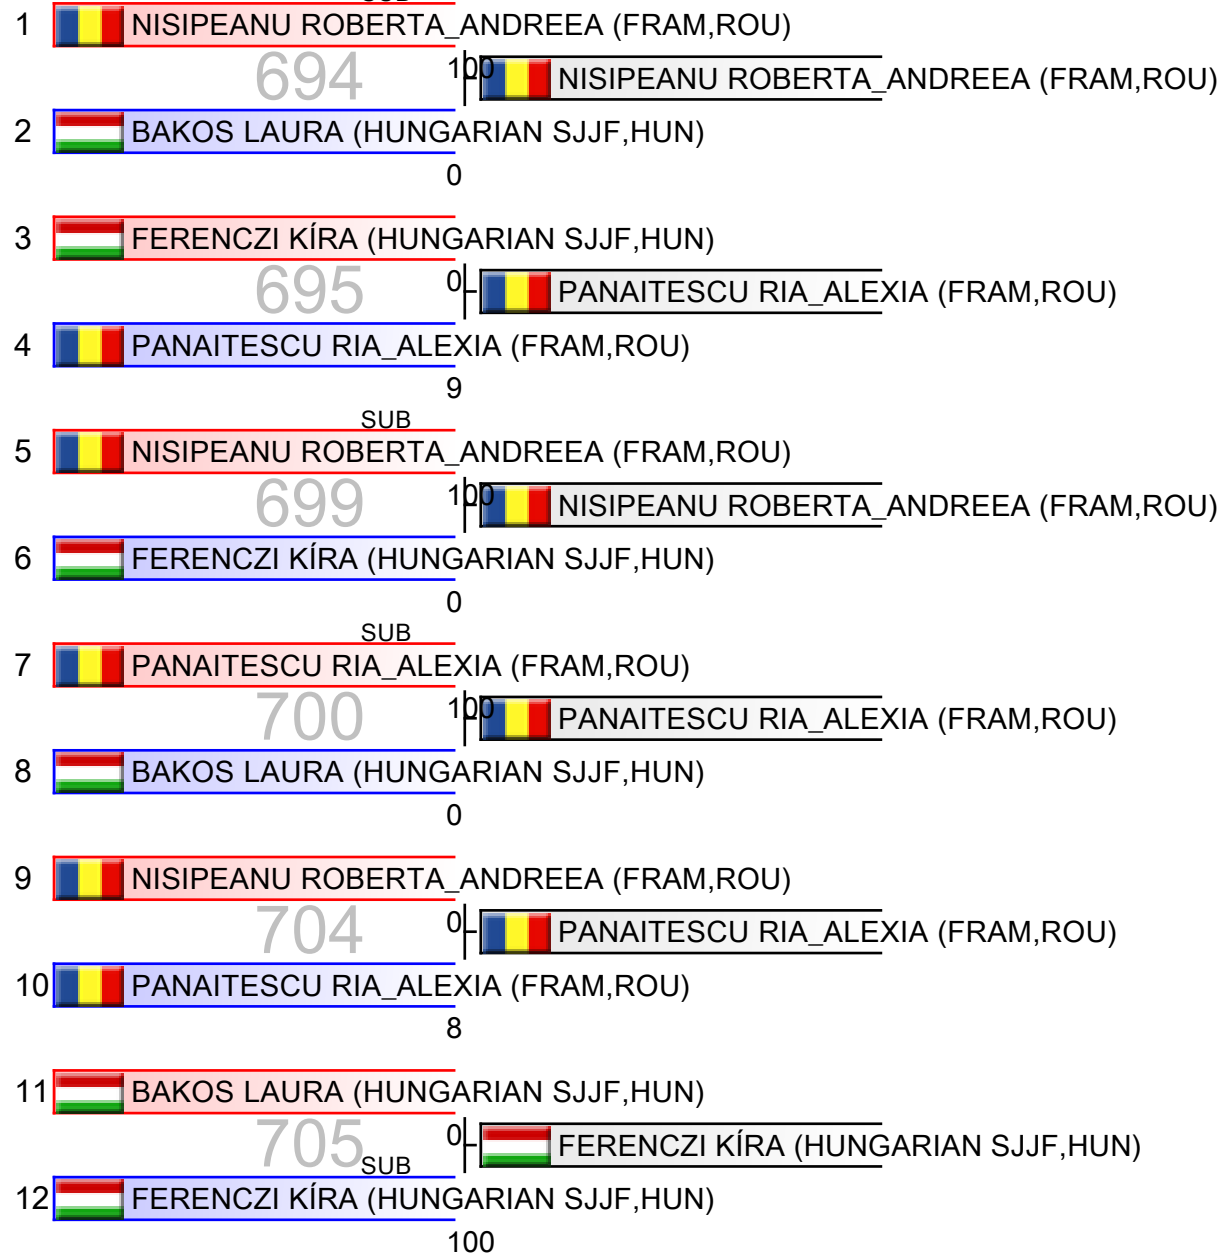 SUB
1 NISIPEANU ROBERTA_ANDREEA (FRAM,ROU)
694 100 NISIPEANU ROBERTA_ANDREEA (FRAM,ROU)
2 BAKOS LAURA (HUNGARIAN SJJF,HUN)
0
3 FERENCZI KÍRA (HUNGARIAN SJJF,HUN)
695 0 PANAITESCU RIA_ALEXIA (FRAM,ROU)
4 PANAITESCU RIA_ALEXIA (FRAM,ROU)
9
SUB
5 NISIPEANU ROBERTA_ANDREEA (FRAM,ROU)
699 100 NISIPEANU ROBERTA_ANDREEA (FRAM,ROU)
6 FERENCZI KÍRA (HUNGARIAN SJJF,HUN)
0
SUB
7 PANAITESCU RIA_ALEXIA (FRAM,ROU)
700 100 PANAITESCU RIA_ALEXIA (FRAM,ROU)
8 BAKOS LAURA (HUNGARIAN SJJF,HUN)
0
9 NISIPEANU ROBERTA_ANDREEA (FRAM,ROU)
704 0 PANAITESCU RIA_ALEXIA (FRAM,ROU)
10 PANAITESCU RIA_ALEXIA (FRAM,ROU)
8
11 BAKOS LAURA (HUNGARIAN SJJF,HUN)
705 0 FERENCZI KÍRA (HUNGARIAN SJJF,HUN)
SUB
12 FERENCZI KÍRA (HUNGARIAN SJJF,HUN)
100